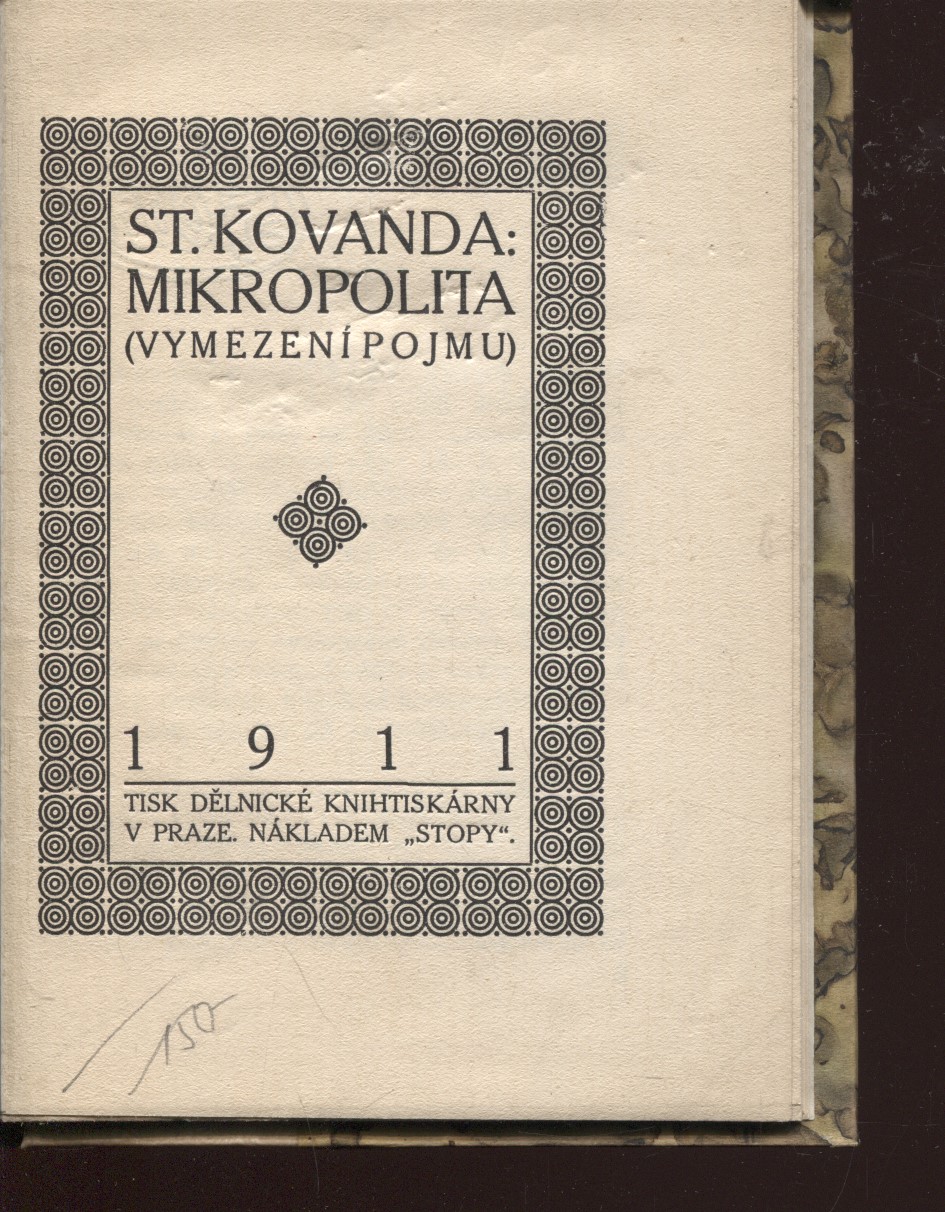 ST. KOVANDA:
MIKROPOLITA
(VYMEZENÍ POJMU)
1 9 1 1
TISK DĚLNICKÉ KNIHTISKÁRNY
V PRAZE. NÁKLADEM „STOPY“.
150